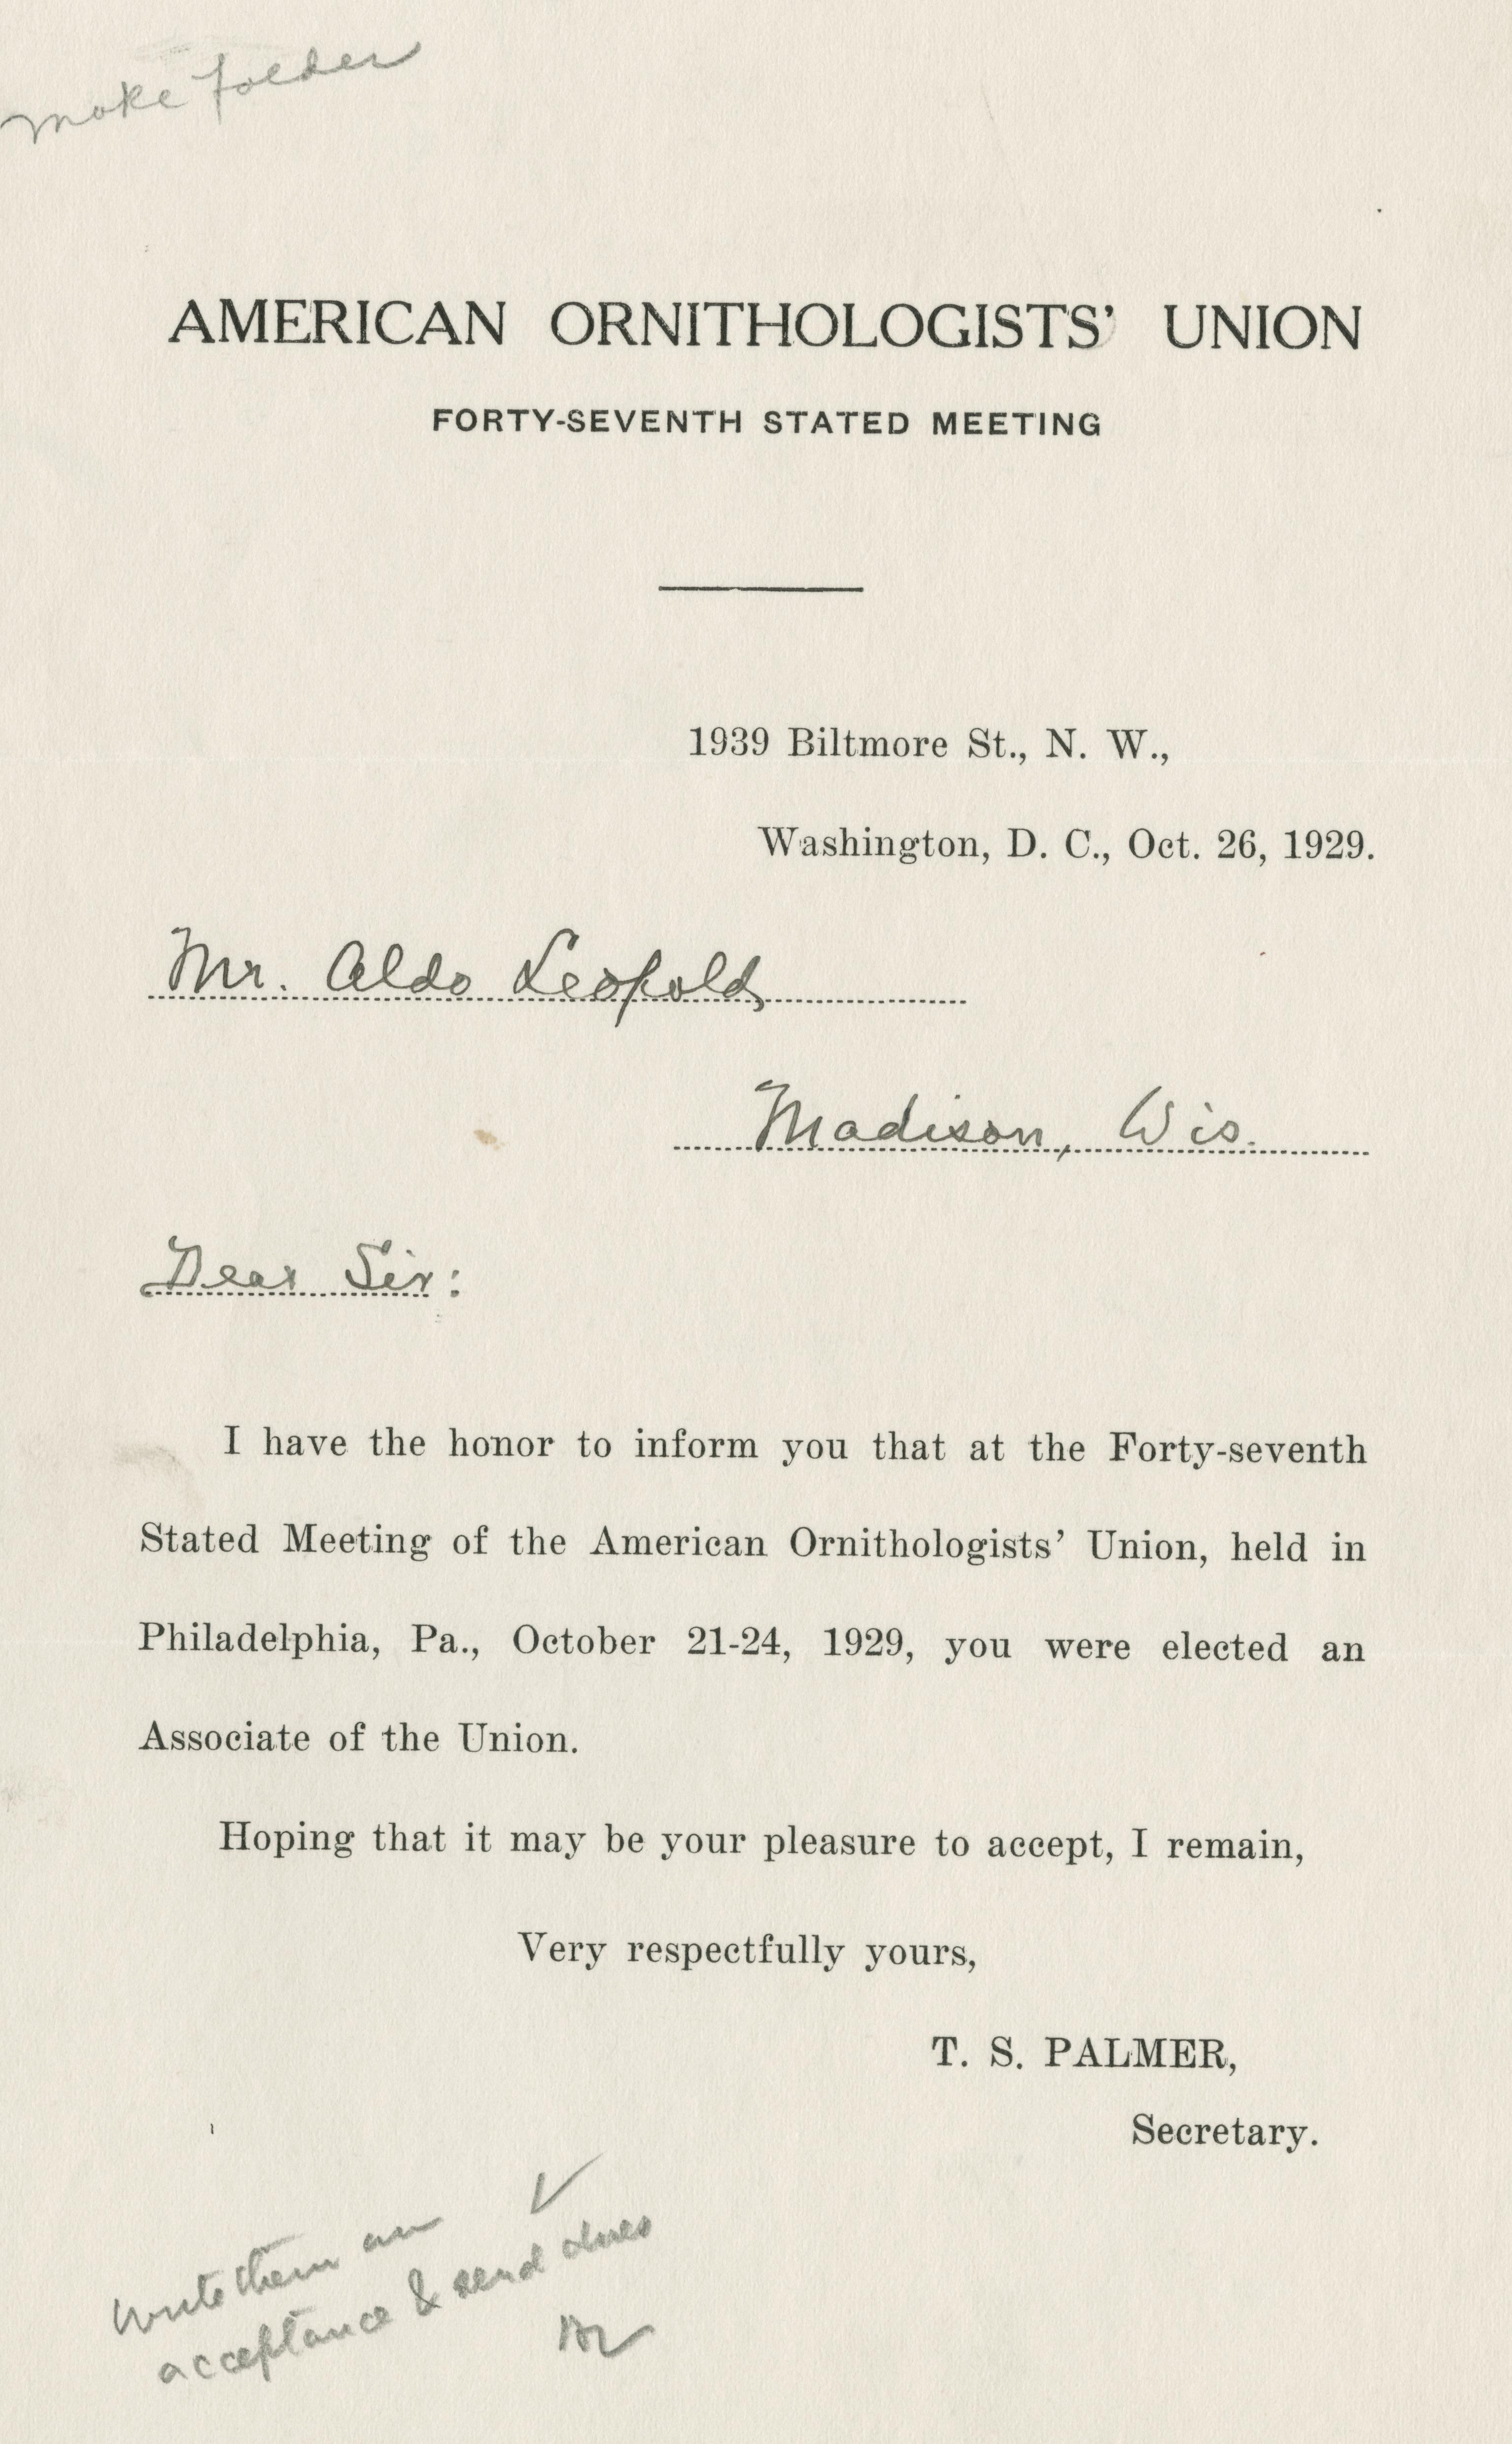 make folder
AMERICAN ORNITHOLOGISTS' UNION
FORTY-SEVENTH STATED MEETING
1939 Biltmore St., N. W.,
Washington, D. C., Oct. 26, 1929.
Mr. Aldo Leopold,
Madison, Wis.
Dear Sir:
I have the honor to inform you that at the Forty-seventh
Stated Meeting of the American Ornithologists' Union, held in
Philadelphia, Pa., October 21-24, 1929, you were elected an
Associate of the Union.
Hoping that it may be your pleasure to accept, I remain,
Very respectfully yours,
T. S. PALMER,
Secretary.
write them an
acceptance & send dues